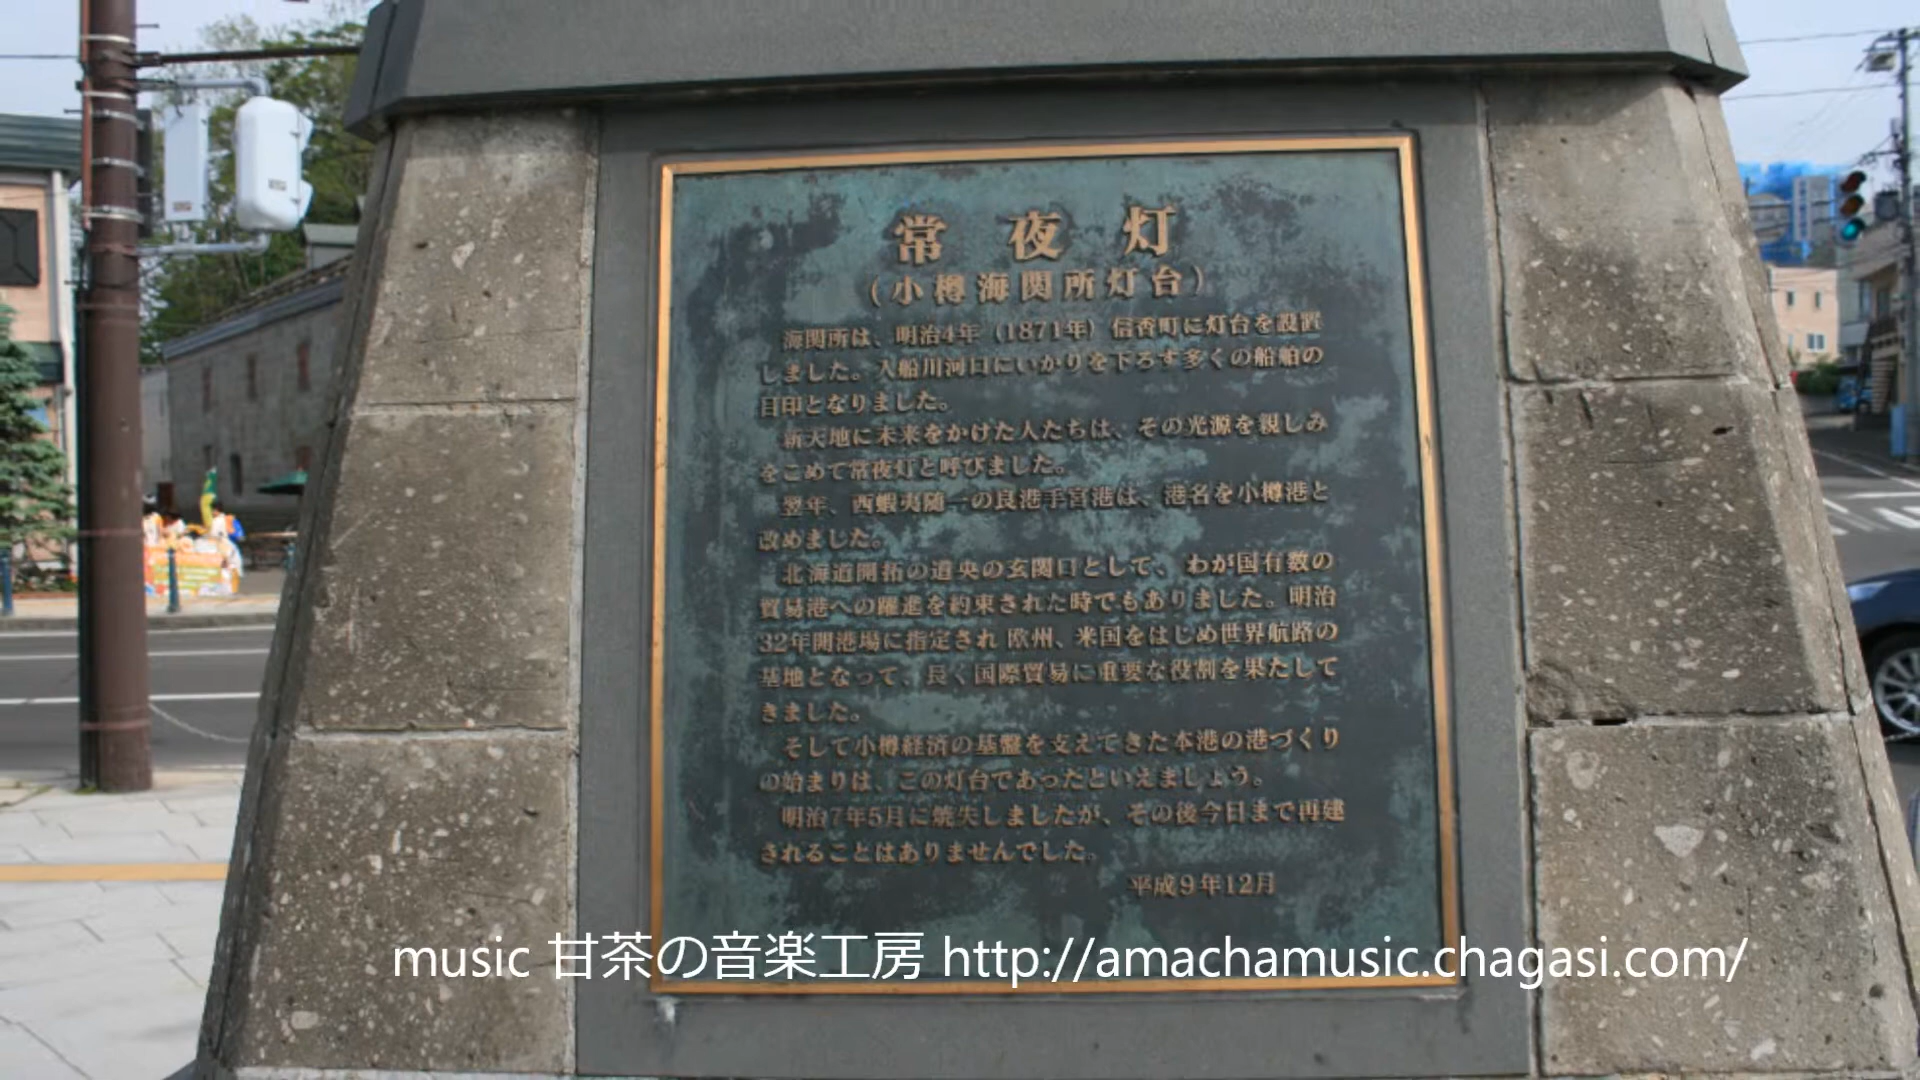 常夜灯
(小樽海関所灯台)
海関所は、明治4年(1871年)信香町に灯台を設置
しました。入船川河口にいかりを下ろす多くの船舶の
目印となりました。
新天地に未来をかけた人たちは、その光源を親しみ
をこめて常夜灯と呼びました。
翌年、西蝦夷随一の良港手宮港は、港名を小樽港と
改めました。
北海道開拓の道央の玄関口として、わが国有数の
貿易港への躍進を約束された時でもありました。明治
32年開港場に指定され欧州、米国をはじめ世界航路の
基地となって、長く国際貿易に重要な役割を果たして
きました。
そして小樽経済の基盤を支えてきた本港の港づくり
の始まりは、この灯台であったといえましょう。
明治7年5月に焼失しましたが、その後今日まで再建
されることはありませんでした。
平成9年12月
music 甘茶の音楽工房 http://amachamusic.chagasi.com/